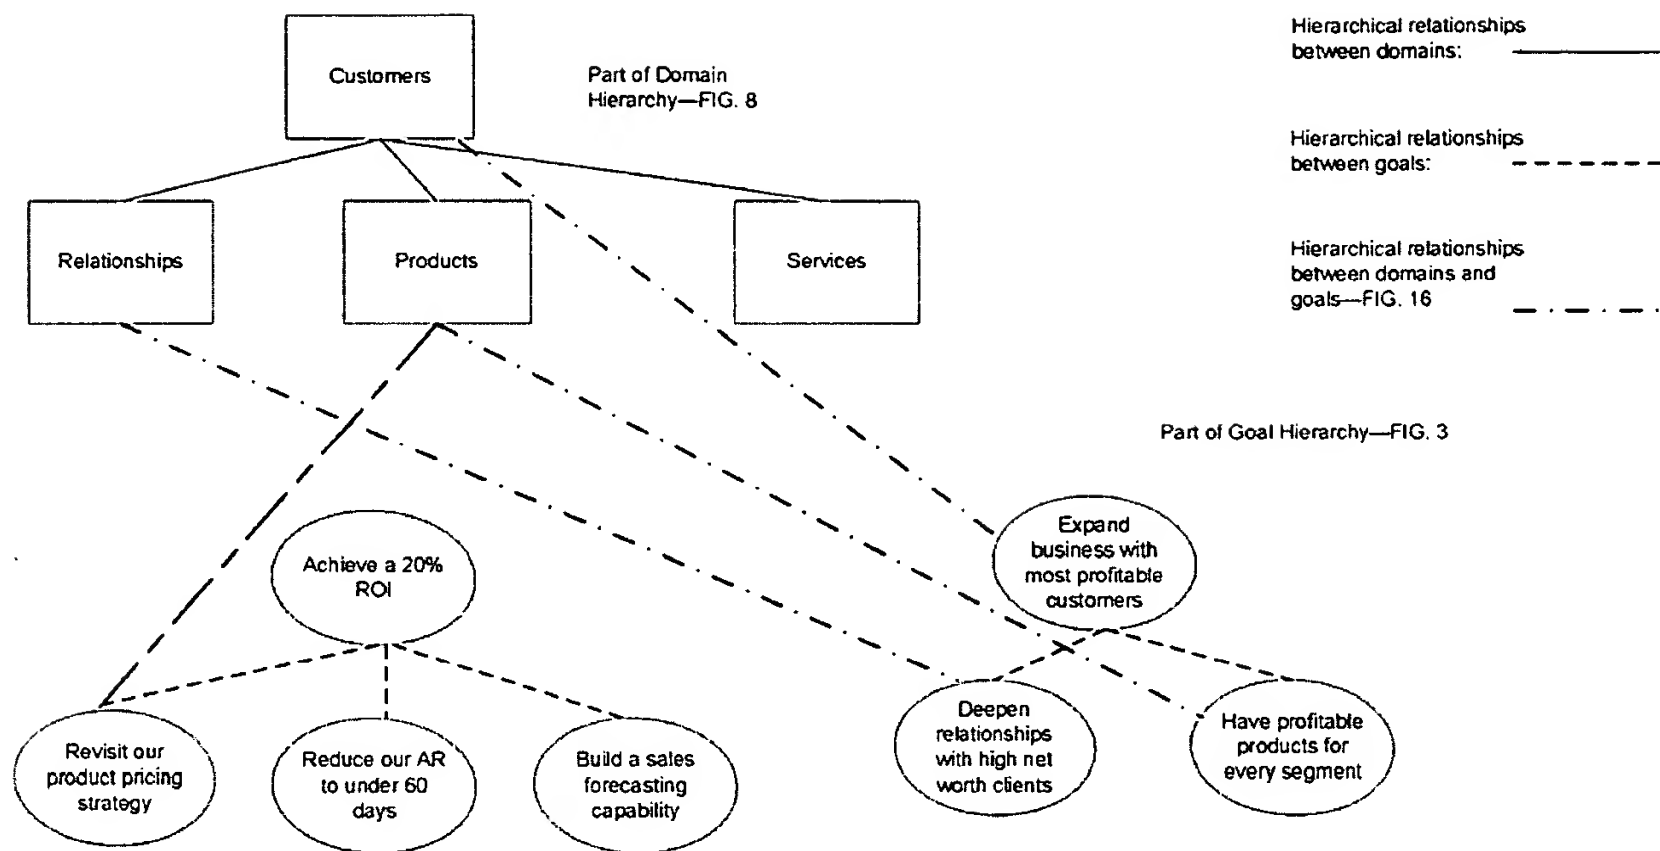 Customers
Part of Domain
Hierarchy—FIG. 8
Hierarchical relationships
between domains:
Hierarchical relationships
between goals:
Hierarchical relationships
between domains and
goals—FIG. 16
Relationships
Products
Services
Part of Goal Hierarchy—FIG. 3
Achieve a 20%
ROI
Expand
business with
most profitable
customers
Revisit our
product pricing
strategy
Reduce our AR
to under 60
days
Build a sales
forecasting
capability
Deepen
relationships
with high net
worth clients
Have profitable
products for
every segment